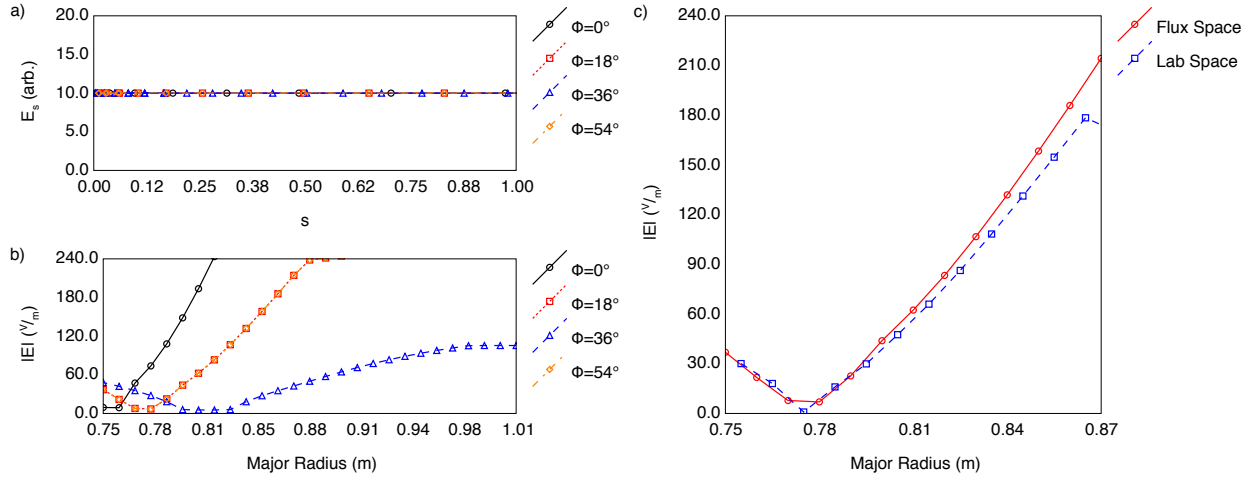 a)
20.0
15.0
10.0
5.0
0.0
E_s (arb.)
0.00 0.12 0.25 0.38 0.50 0.62 0.75 0.88 1.00
s
Φ=0°
Φ=18°
Φ=36°
Φ=54°
b)
240.0
180.0
120.0
60.0
0.0
|E| (V/m)
0.75 0.78 0.81 0.85 0.88 0.91 0.94 0.98 1.01
Major Radius (m)
Φ=0°
Φ=18°
Φ=36°
Φ=54°
c)
240.0
210.0
180.0
150.0
120.0
90.0
60.0
30.0
0.0
|E| (V/m)
0.75 0.78 0.81 0.84 0.87
Major Radius (m)
Flux Space
Lab Space